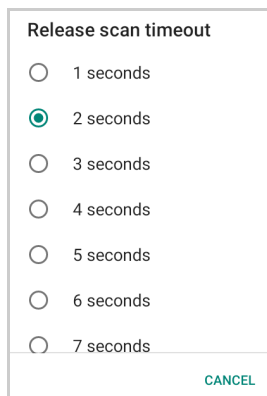 Release scan timeout
1 seconds
2 seconds
3 seconds
4 seconds
5 seconds
6 seconds
7 seconds
CANCEL